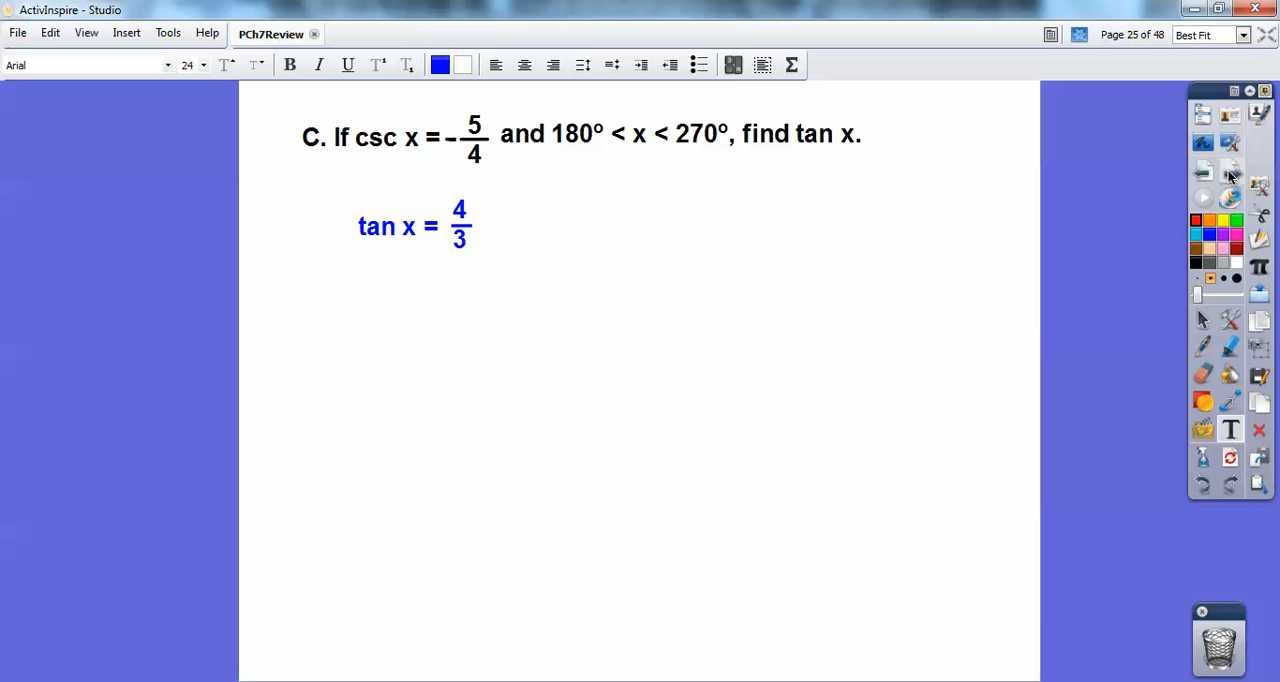 ActivInspire - Studio
File Edit View Insert Tools Help PCh7Review Page 25 of 48 Best Fit
Arial 24 B I U T T Σ
C. If csc x = -5/4 and 180° < x < 270°, find tan x.
tan x = 4/3